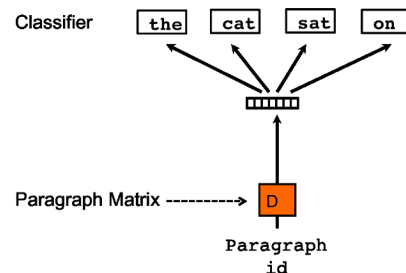 Classifier the cat sat on
Paragraph Matrix D
Paragraph
id